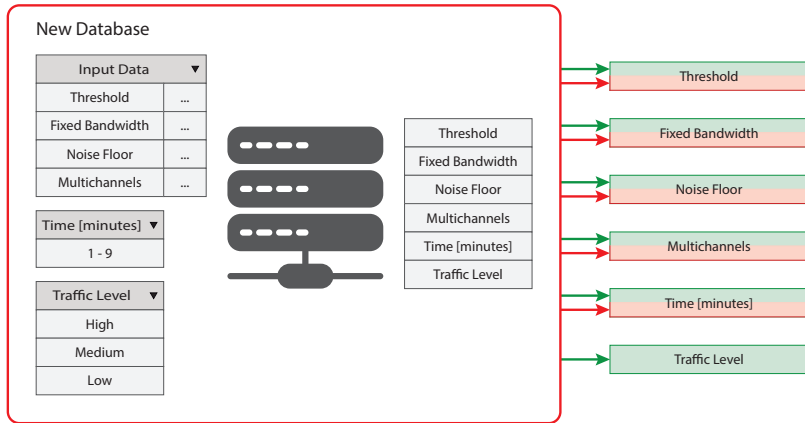 New Database
Input Data ▼
Threshold ...
Fixed Bandwidth ...
Noise Floor ...
Multichannels ...
Time [minutes] ▼
1 - 9
Traffic Level ▼
High
Medium
Low
Threshold
Fixed Bandwidth
Noise Floor
Multichannels
Time [minutes]
Traffic Level
Threshold
Fixed Bandwidth
Noise Floor
Multichannels
Time [minutes]
Traffic Level